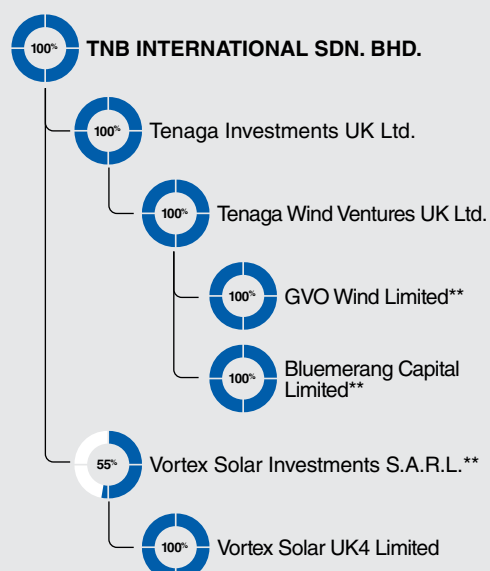 100% TNB INTERNATIONAL SDN. BHD.
100% Tenaga Investments UK Ltd.
100% Tenaga Wind Ventures UK Ltd.
100% GVO Wind Limited**
100% Bluemerang Capital
Limited**
55% Vortex Solar Investments S.A.R.L.**
100% Vortex Solar UK4 Limited